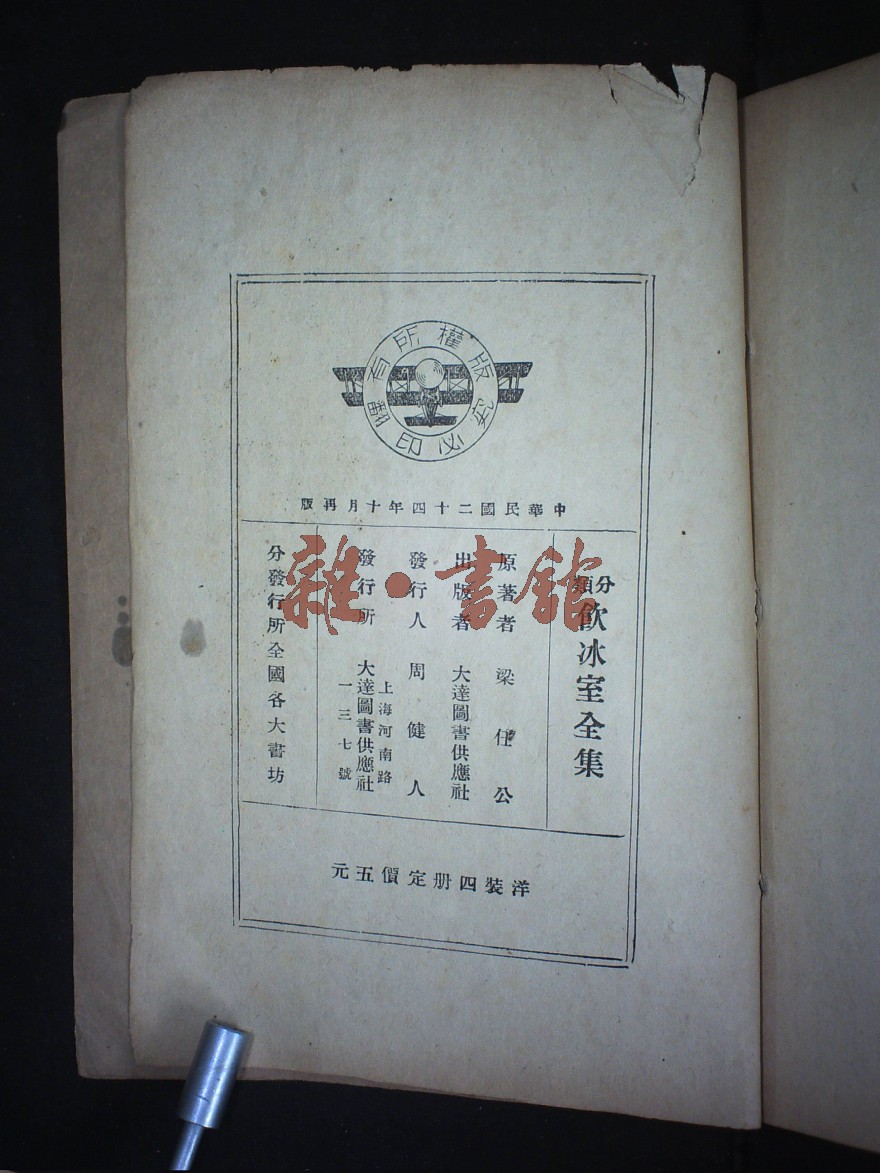 版權所有
翻印必究
中華民國二十四年十月再版
分類飲冰室全集
原著者 梁任公
出版者 大達圖書供應社
發行人 周健人
發行所 大達圖書供應社
上海河南路
一三七號
分發行所全國各大書坊
洋裝四册定價五元
雜·書館